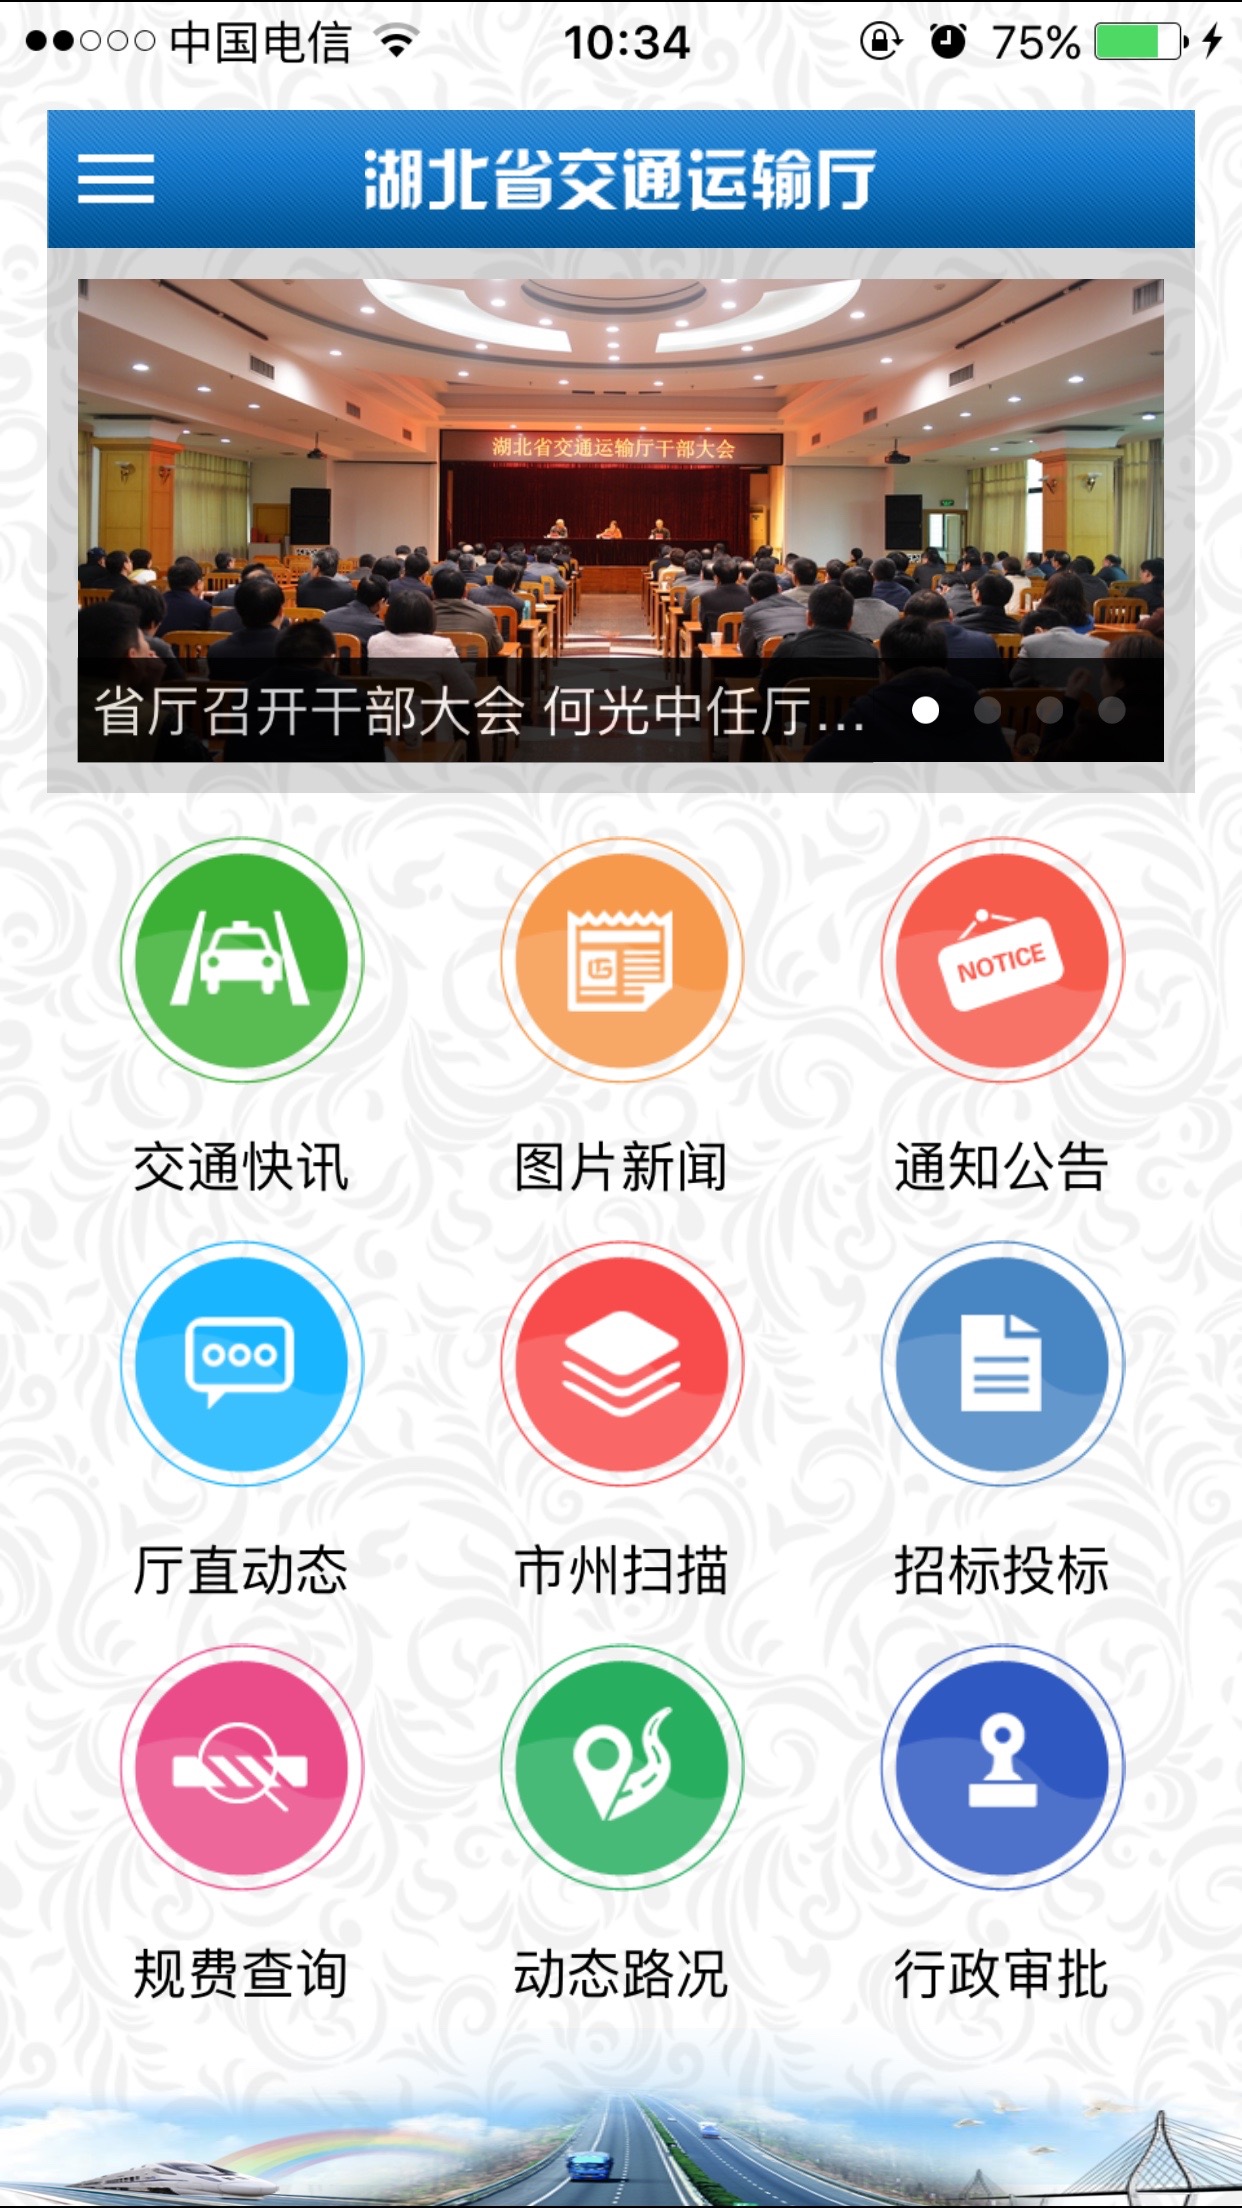 中国电信
10:34
75%
湖北省交通运输厅
湖北省交通运输厅干部大会
省厅召开干部大会 何光中任厅...
NOTICE
交通快讯
图片新闻
通知公告
厅直动态
市州扫描
招标投标
规费查询
动态路况
行政审批